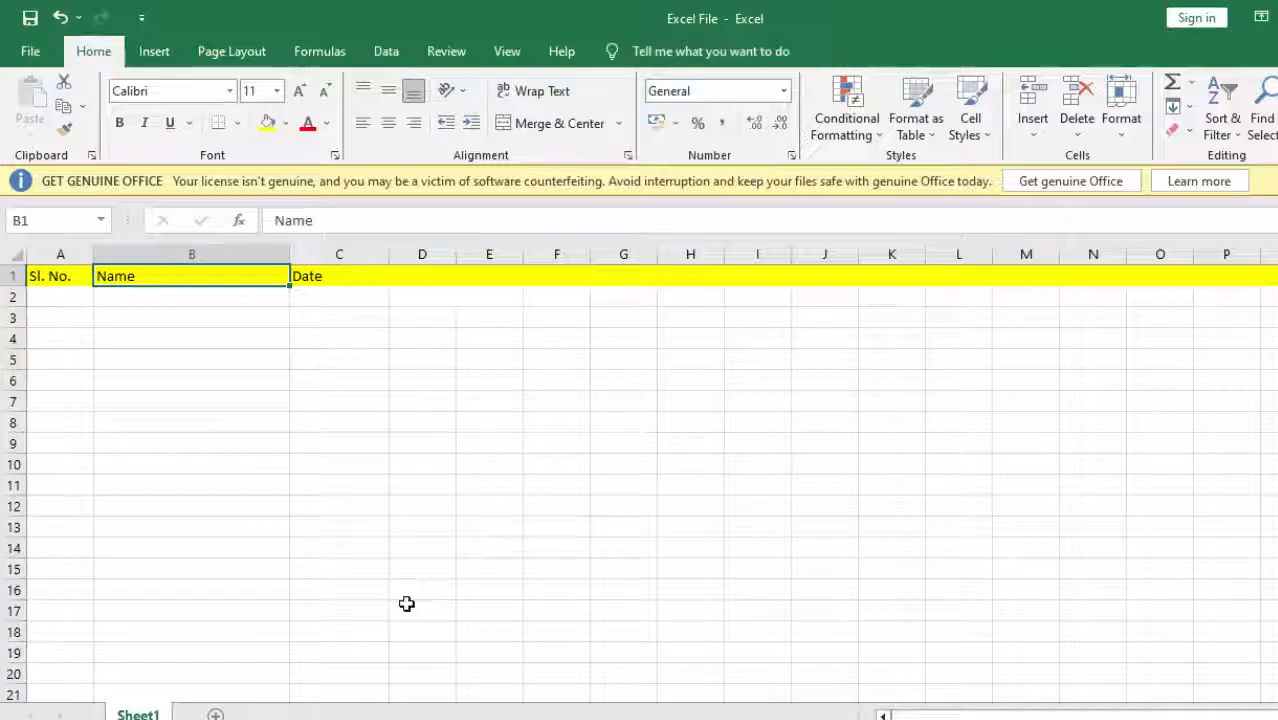 Excel File - Excel
Sign in
File Home Insert Page Layout Formulas Data Review View Help Tell me what you want to do
Calibri 11 ab Wrap Text General
Paste B I U Merge & Center % , Conditional Formatting Format as Table Cell Styles Insert Delete Format Sort & Filter Find Select
Clipboard Font Alignment Number Styles Cells Editing
GET GENUINE OFFICE Your license isn't genuine, and you may be a victim of software counterfeiting. Avoid interruption and keep your files safe with genuine Office today. Get genuine Office Learn more
B1 fx Name
A B C D E F G H I J K L M N O P
1 Sl. No. Name Date
2
3
4
5
6
7
8
9
10
11
12
13
14
15
16
17
18
19
20
21
Sheet1